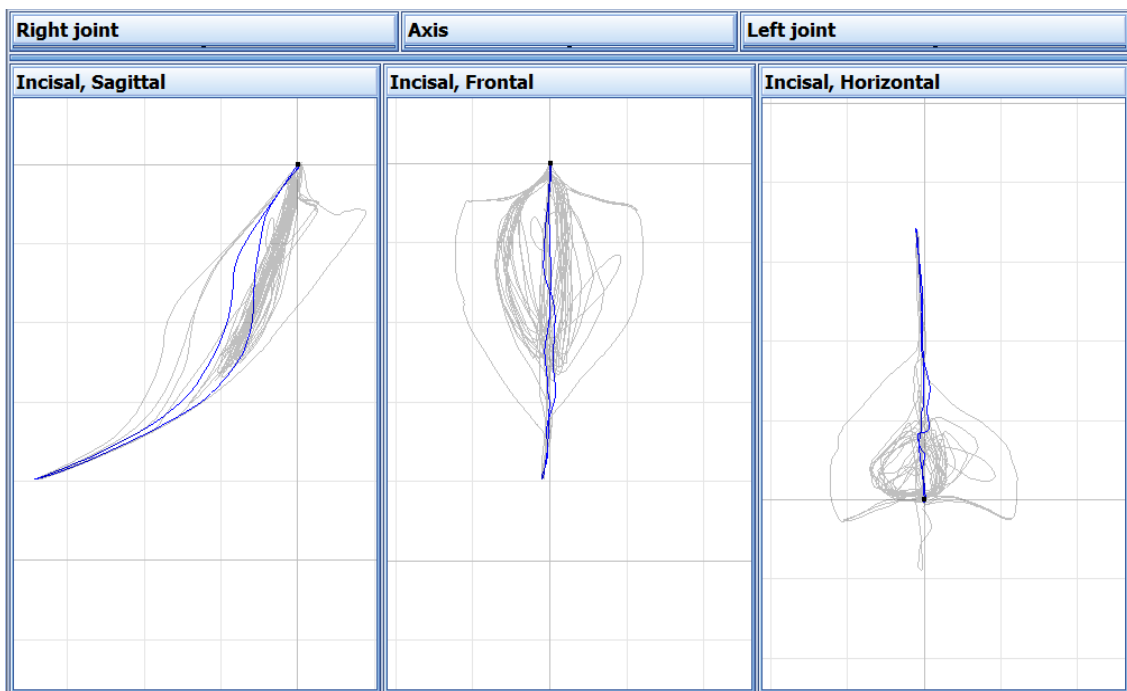 Right joint
Axis
Left joint
Incisal, Sagittal
Incisal, Frontal
Incisal, Horizontal